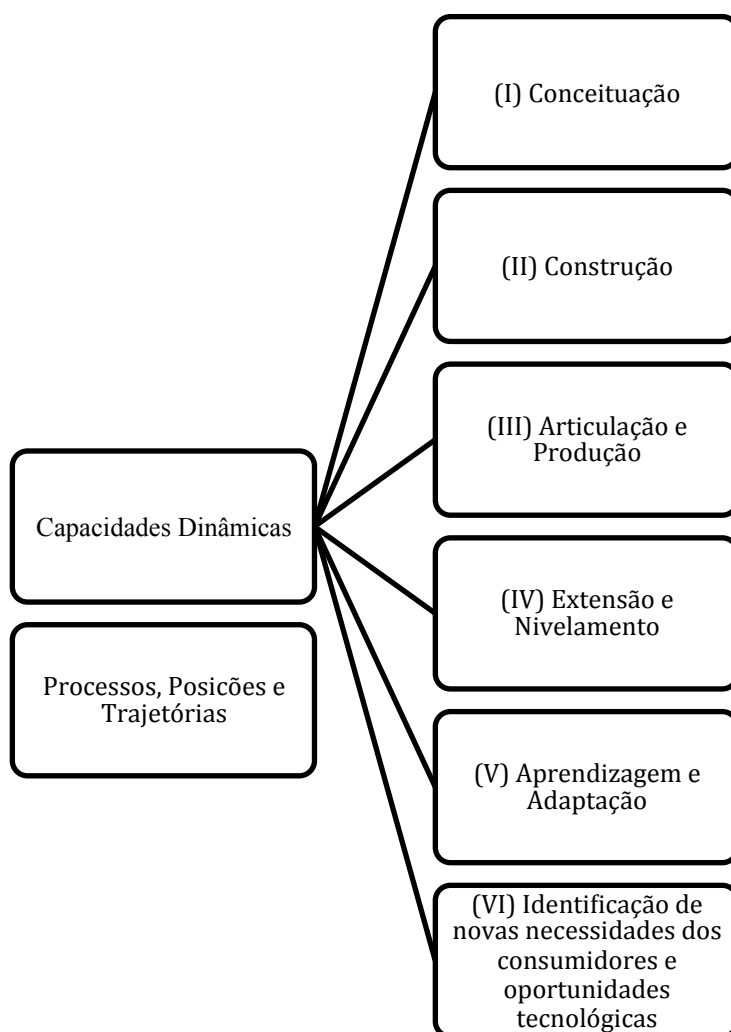 (I) Conceituação
(II) Construção
(III) Articulação e
Produção
Capacidades Dinâmicas
(IV) Extensão e
Nivelamento
Processos, Posicões e
Trajetórias
(V) Aprendizagem e
Adaptação
(VI) Identificação de
novas necessidades dos
consumidores e
oportunidades
tecnológicas